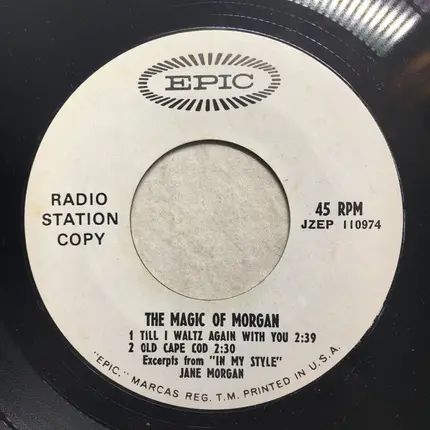 EPIC
RADIO
STATION
COPY
45 RPM
JZEP 110974
THE MAGIC OF MORGAN
1 TILL I WALTZ AGAIN WITH YOU 2:39
2 OLD CAPE COD 2:30
Excerpts from "IN MY STYLE"
JANE MORGAN
"EPIC," MARCAS REG. T.M. PRINTED IN U.S.A.